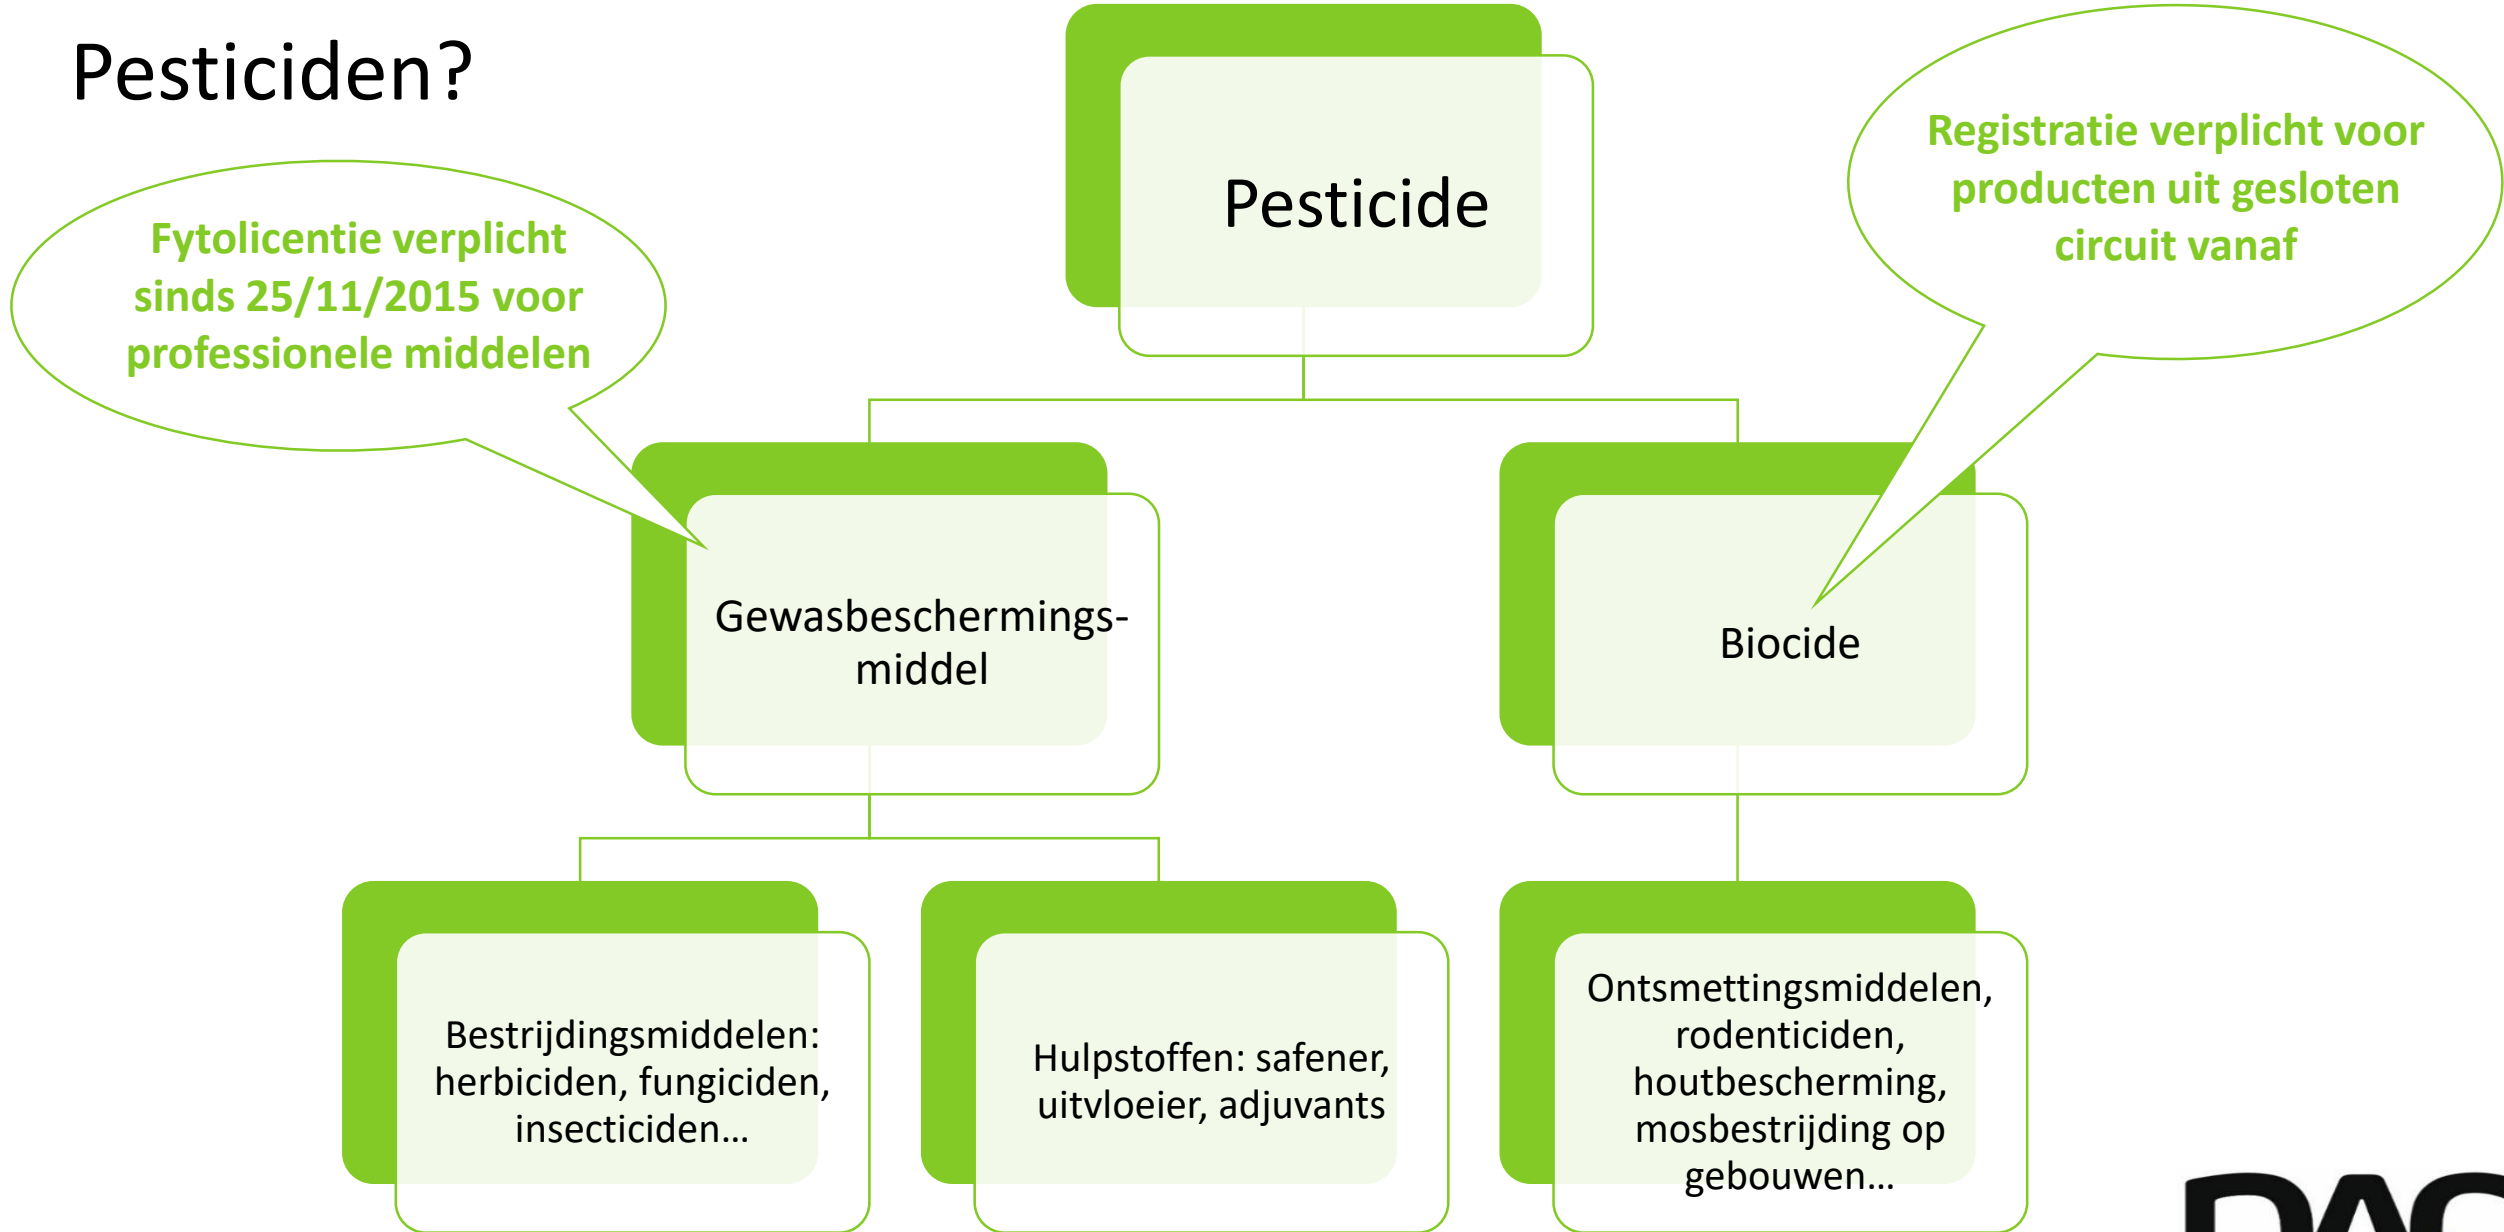 Pesticiden?
Fytolicentie verplicht
sinds 25/11/2015 voor
professionele middelen
Pesticide
Registratie verplicht voor
producten uit gesloten
circuit vanaf
Gewasbeschermings-
middel
Biocide
Bestrijdingsmiddelen:
herbiciden, fungiciden,
insecticiden…
Hulpstoffen: safener,
uitvloeier, adjuvants
Ontsmettingsmiddelen,
rodenticiden,
houtbescherming,
mosbestrijding op
gebouwen…